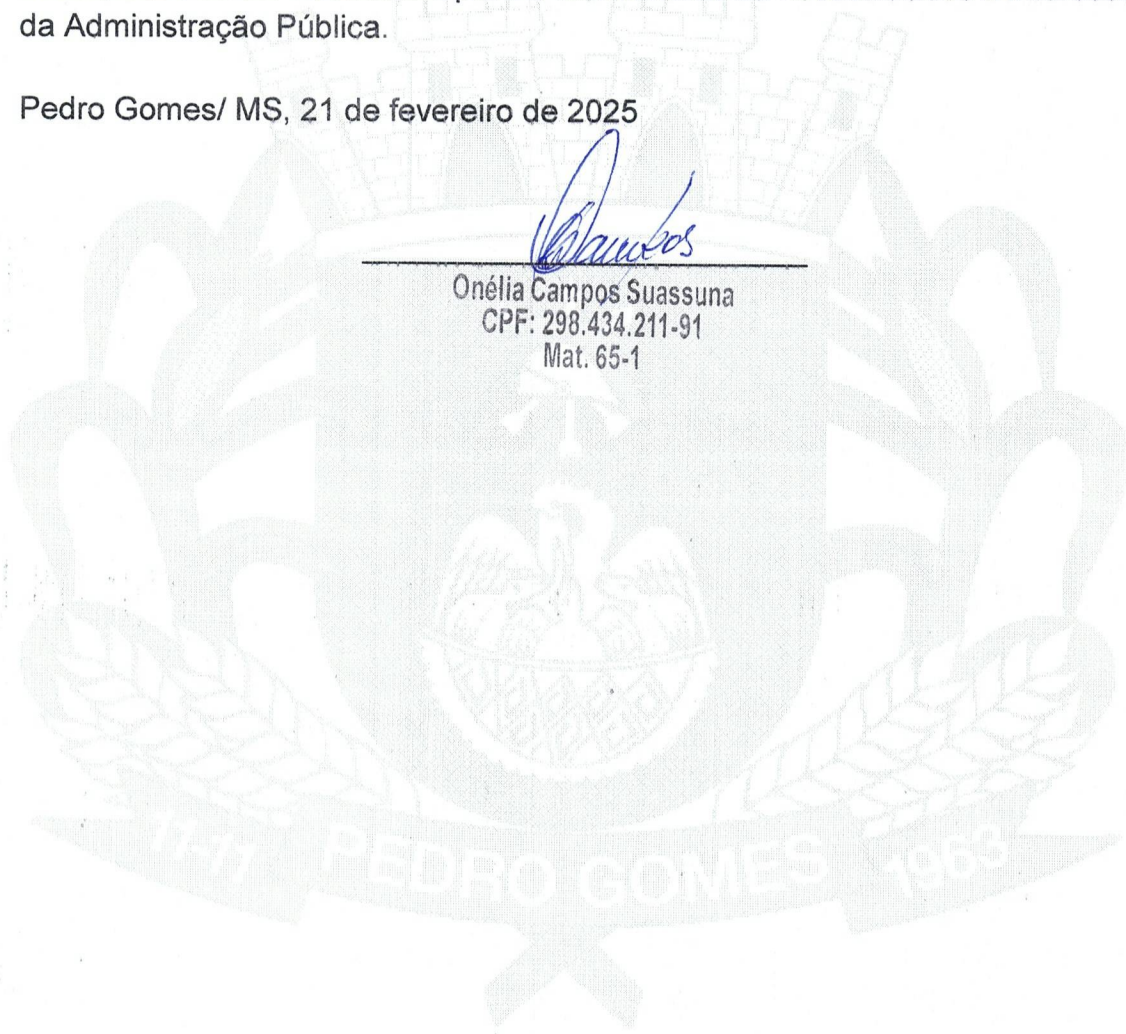 da Administração Pública.
Pedro Gomes/ MS, 21 de fevereiro de 2025
Onélia Campos Suassuna
CPF: 298.434.211-91
Mat. 65-1
11-11 PEDRO GOMES 1963